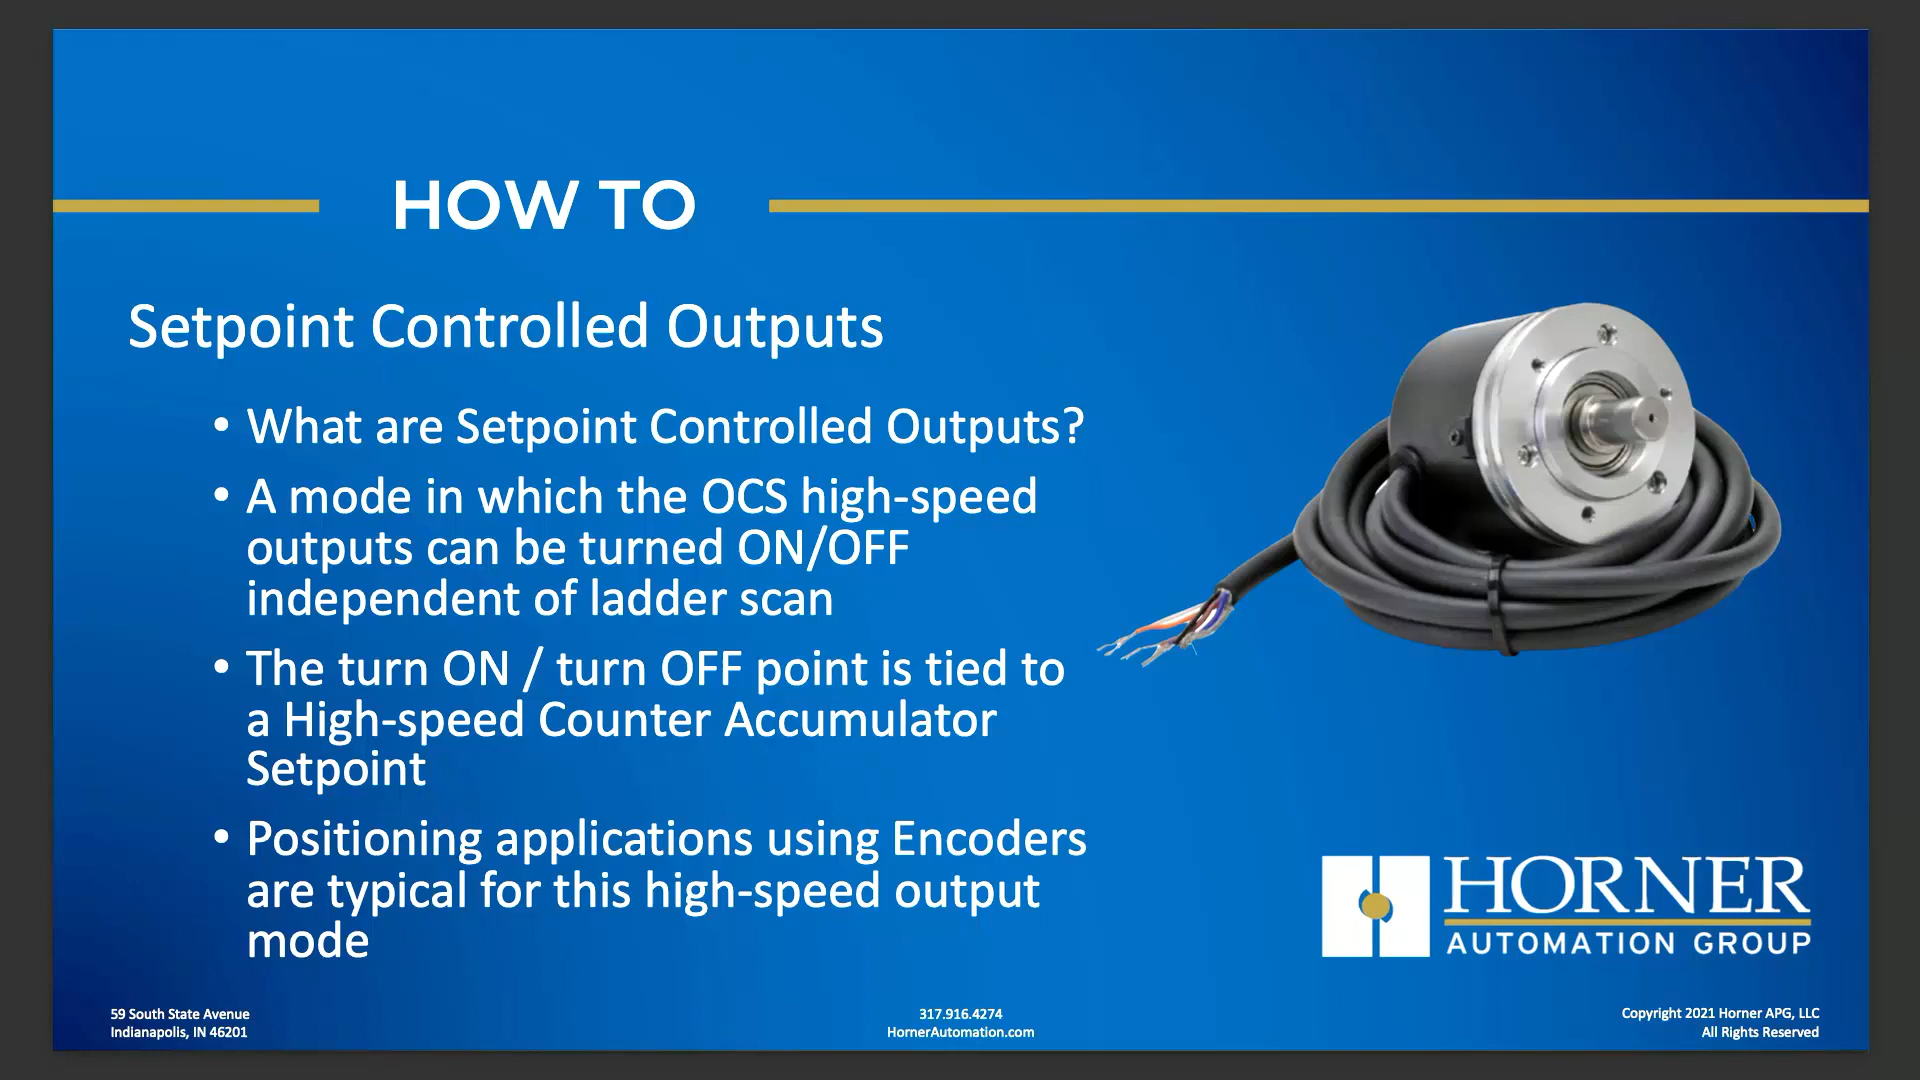 HOW TO
Setpoint Controlled Outputs
• What are Setpoint Controlled Outputs?
• A mode in which the OCS high-speed
outputs can be turned ON/OFF
independent of ladder scan
• The turn ON / turn OFF point is tied to
a High-speed Counter Accumulator
Setpoint
• Positioning applications using Encoders
are typical for this high-speed output
mode
HORNER
AUTOMATION GROUP
59 South State Avenue
Indianapolis, IN 46201
317.916.4274
HornerAutomation.com
Copyright 2021 Horner APG, LLC
All Rights Reserved